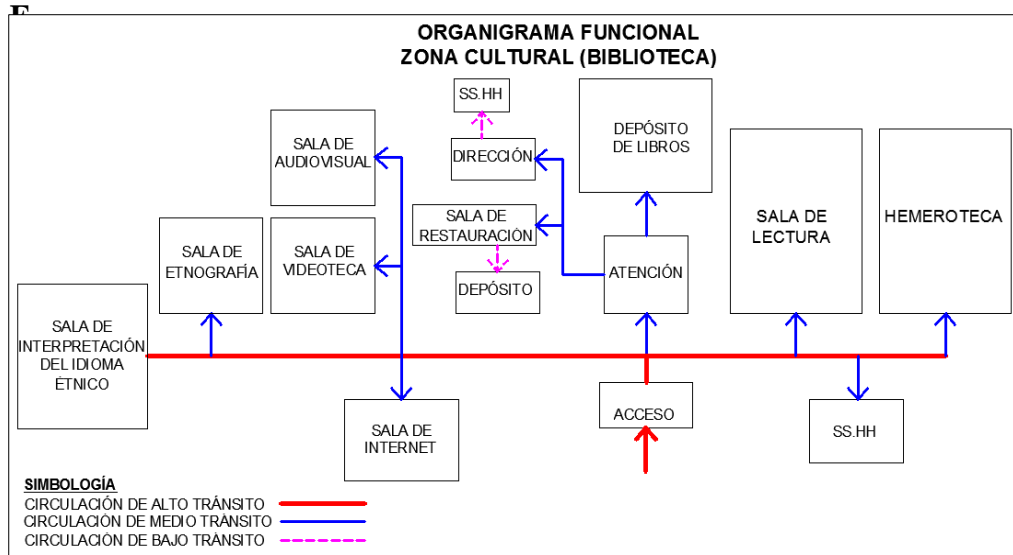 ORGANIGRAMA FUNCIONAL
ZONA CULTURAL (BIBLIOTECA)
SS.HH
DIRECCIÓN
SALA DE
RESTAURACIÓN
DEPÓSITO
DEPÓSITO
DE LIBROS
ATENCIÓN
SALA DE
AUDIOVISUAL
SALA DE
VIDEOTECA
SALA DE
ETNOGRAFÍA
SALA DE
INTERPRETACIÓN
DEL IDIOMA
ÉTNICO
SALA DE
LECTURA
HEMEROTECA
SALA DE
INTERNET
ACCESO
SS.HH
SIMBOLOGÍA
CIRCULACIÓN DE ALTO TRÁNSITO
CIRCULACIÓN DE MEDIO TRÁNSITO
CIRCULACIÓN DE BAJO TRÁNSITO